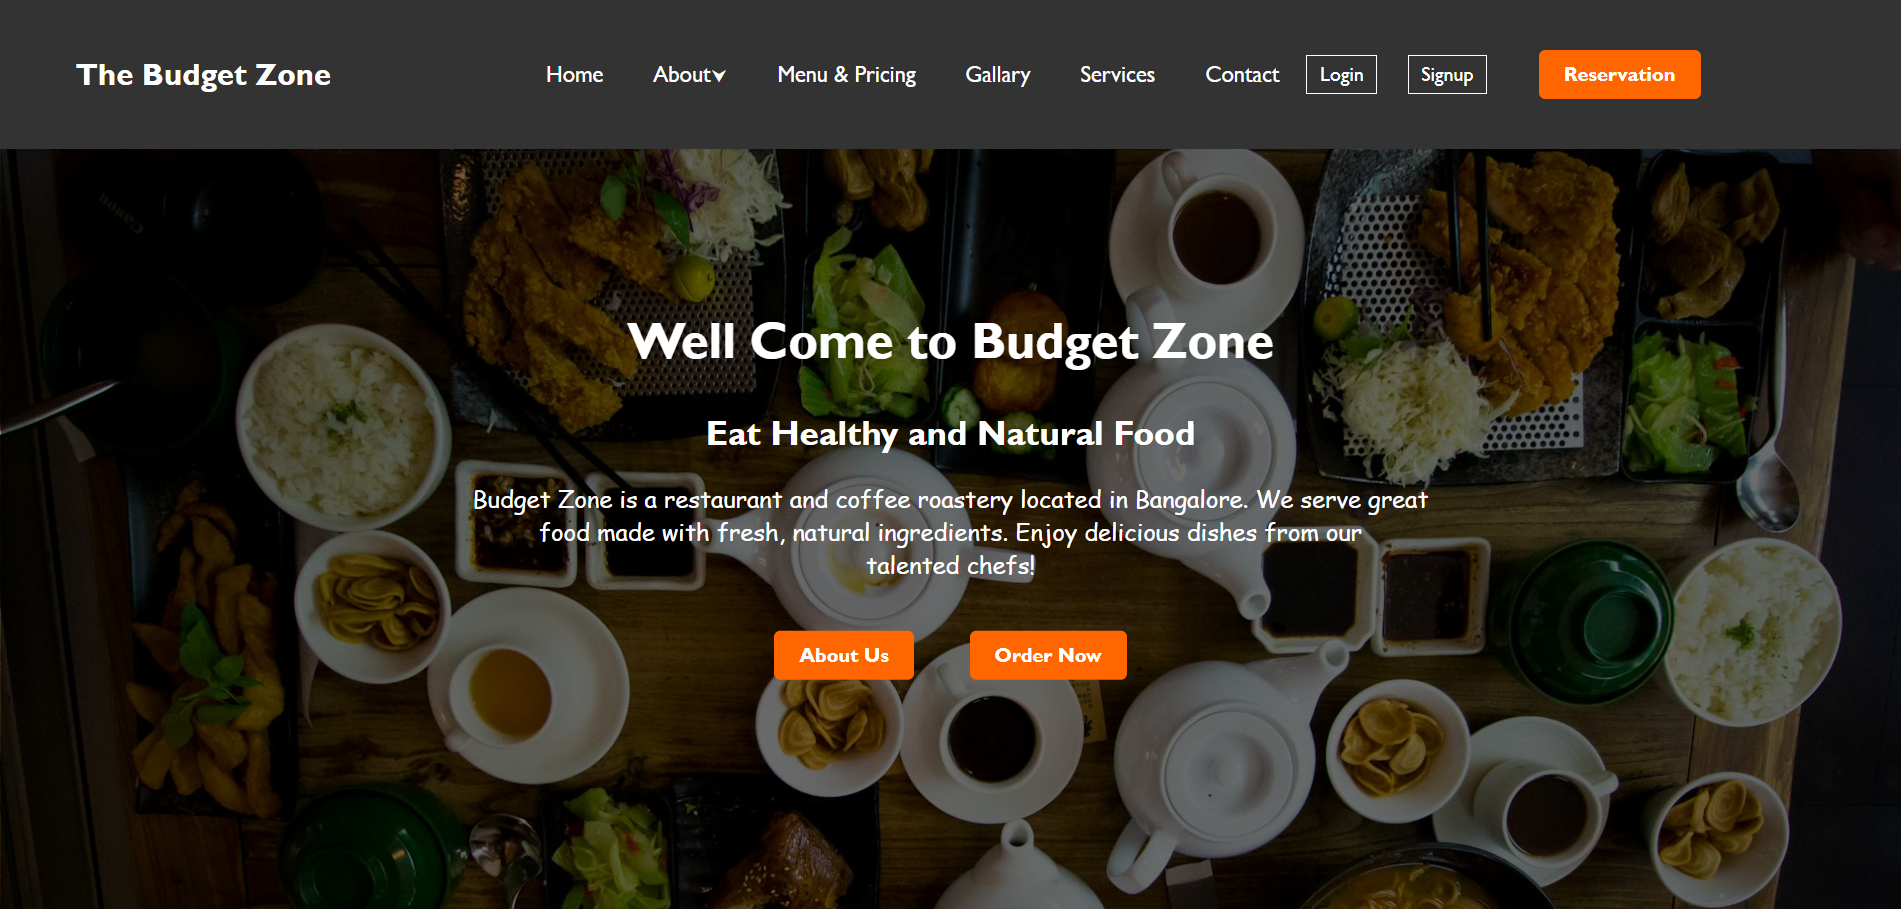 The Budget Zone
Home About Menu & Pricing Gallary Services Contact Login Signup Reservation
Well Come to Budget Zone
Eat Healthy and Natural Food
Budget Zone is a restaurant and coffee roastery located in Bangalore. We serve great
food made with fresh, natural ingredients. Enjoy delicious dishes from our
talented chefs!
About Us Order Now
Canon